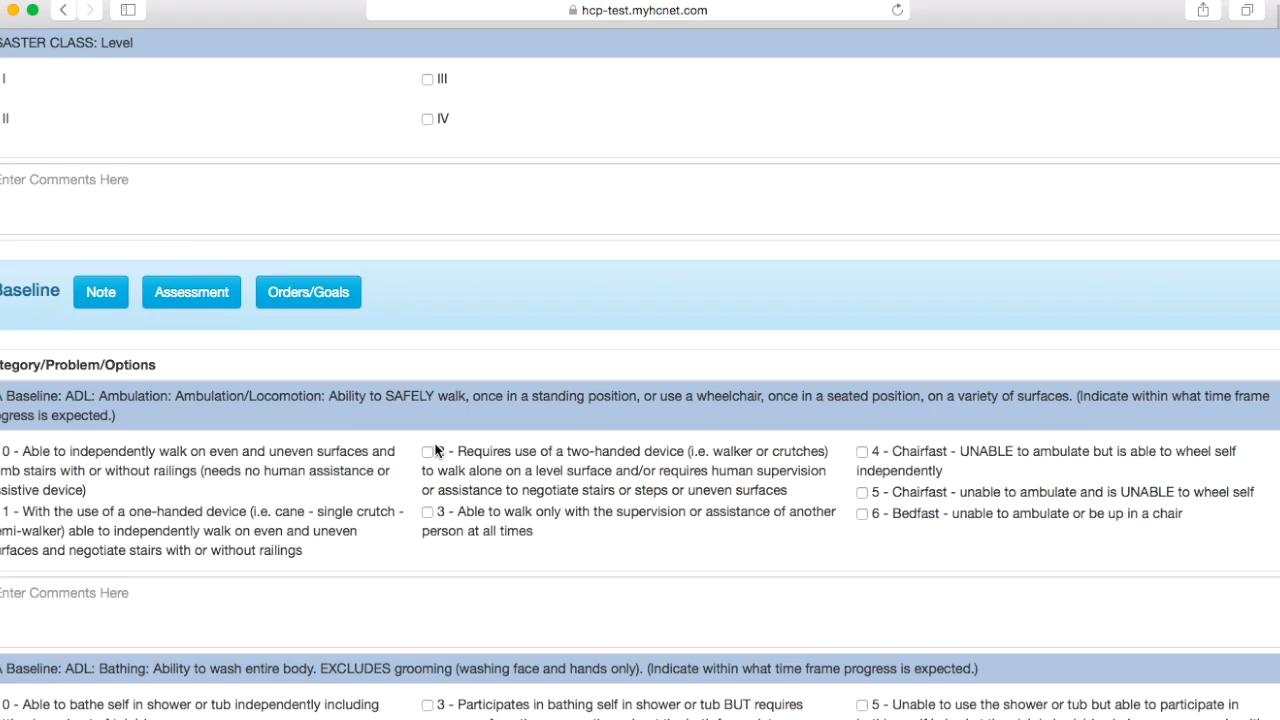 hcp-test.myhcnet.com
SASTER CLASS: Level
I
III
II
IV
Enter Comments Here
Baseline
Note
Assessment
Orders/Goals
tegory/Problem/Options
A Baseline: ADL: Ambulation: Ambulation/Locomotion: Ability to SAFELY walk, once in a standing position, or use a wheelchair, once in a seated position, on a variety of surfaces. (Indicate within what time frame
gress is expected.)
0 - Able to independently walk on even and uneven surfaces and
mb stairs with or without railings (needs no human assistance or
sistive device)
1 - With the use of a one-handed device (i.e. cane - single crutch -
emi-walker) able to independently walk on even and uneven
rfaces and negotiate stairs with or without railings
- Requires use of a two-handed device (i.e. walker or crutches)
to walk alone on a level surface and/or requires human supervision
or assistance to negotiate stairs or steps or uneven surfaces
3 - Able to walk only with the supervision or assistance of another
person at all times
4 - Chairfast - UNABLE to ambulate but is able to wheel self
independently
5 - Chairfast - unable to ambulate and is UNABLE to wheel self
6 - Bedfast - unable to ambulate or be up in a chair
Enter Comments Here
A Baseline: ADL: Bathing: Ability to wash entire body. EXCLUDES grooming (washing face and hands only). (Indicate within what time frame progress is expected.)
0 - Able to bathe self in shower or tub independently including
3 - Participates in bathing self in shower or tub BUT requires
5 - Unable to use the shower or tub but able to participate in